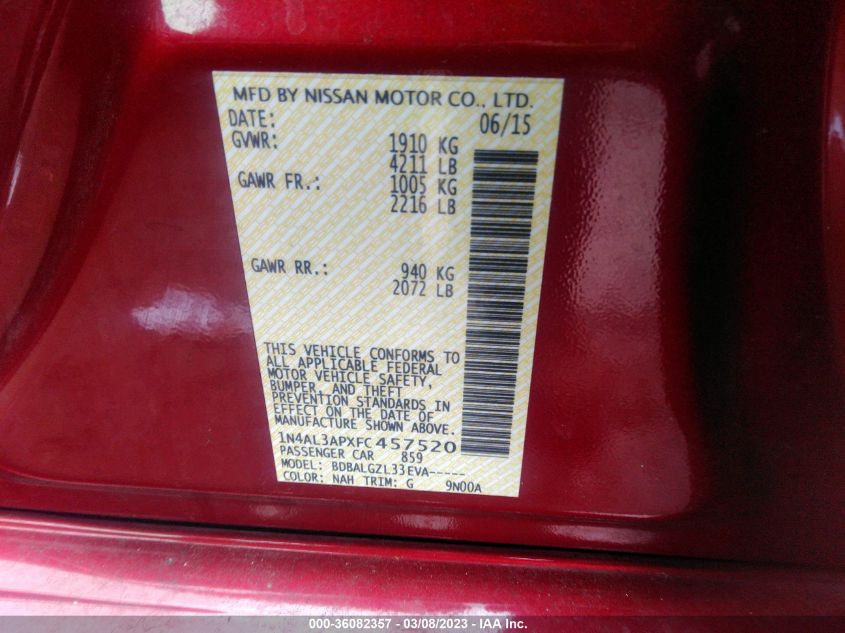 MFD BY NISSAN MOTOR CO., LTD.
DATE: 06/15
GVWR: 1910 KG
4211 LB
GAWR FR.: 1005 KG
2216 LB
GAWR RR.: 940 KG
2072 LB
THIS VEHICLE CONFORMS TO
ALL APPLICABLE FEDERAL
MOTOR VEHICLE SAFETY,
BUMPER, AND THEFT
PREVENTION STANDARDS IN
EFFECT ON THE DATE OF
MANUFACTURE SHOWN ABOVE.
1N4AL3APXFC457520
PASSENGER CAR 859
MODEL: BDBALGZL33EVA-----
COLOR: NAH TRIM: G 9N00A
000-36082357 - 03/08/2023 - IAA Inc.